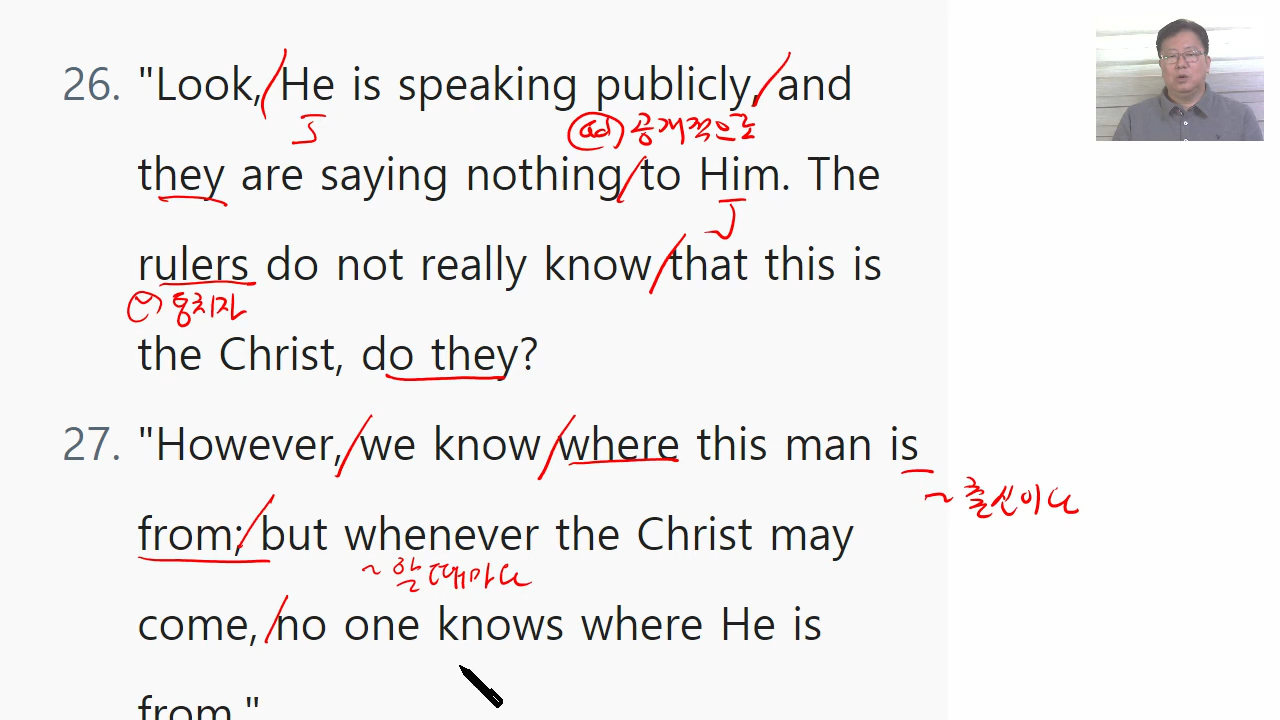 26. "Look, He is speaking publicly, and
J
ad) 공개적으로
they are saying nothing to Him. The
J
rulers do not really know that this is
통치자
the Christ, do they?
27. "However, we know where this man is
~ 출신이다
from; but whenever the Christ may
~ 할 때마다
come, no one knows where He is
from."